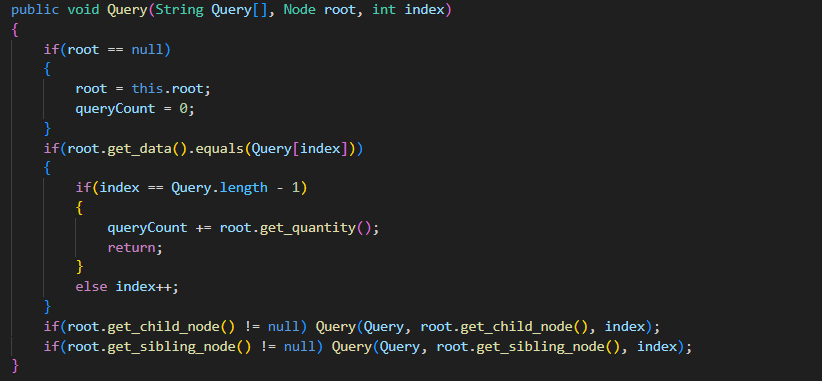 public void Query(String Query[], Node root, int index)
{
    if(root == null)
    {
        root = this.root;
        queryCount = 0;
    }
    if(root.get_data().equals(Query[index]))
    {
        if(index == Query.length - 1)
        {
            queryCount += root.get_quantity();
            return;
        }
        else index++;
    }
    if(root.get_child_node() != null) Query(Query, root.get_child_node(), index);
    if(root.get_sibling_node() != null) Query(Query, root.get_sibling_node(), index);
}